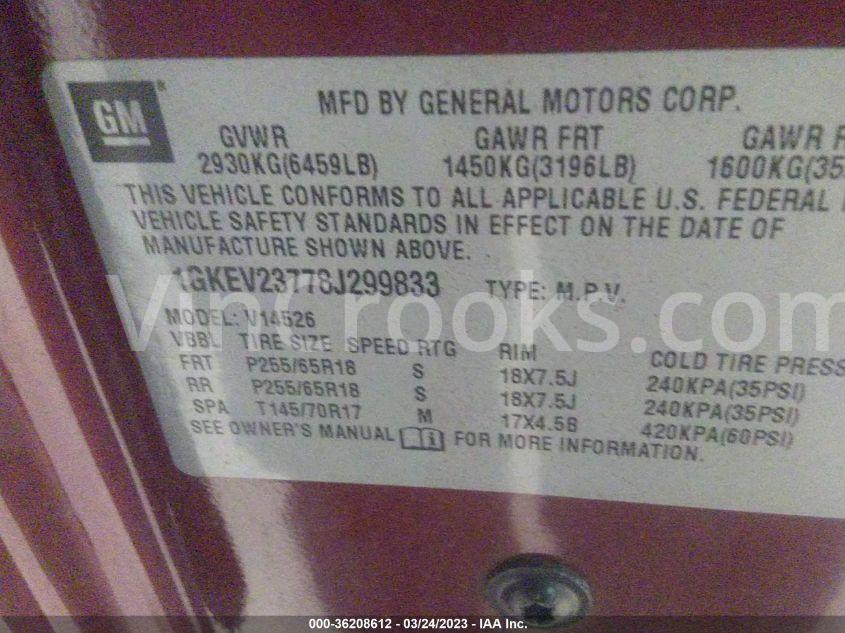 GM®
MFD BY GENERAL MOTORS CORP.
GVWR GAWR FRT GAWR
2930KG(6459LB) 1450KG(3196LB) 1600KG(35
THIS VEHICLE CONFORMS TO ALL APPLICABLE U.S. FEDERAL
VEHICLE SAFETY STANDARDS IN EFFECT ON THE DATE OF
MANUFACTURE SHOWN ABOVE.
1GKEV23778J299833 TYPE: M.P.V.
VinCrooks.com
MODEL: V14526
VBBL TIRE SIZE SPEED RTG RIM COLD TIRE PRESS
FRT P255/65R18 S 18X7.5J 240KPA(35PSI)
RR P255/65R18 S 18X7.5J 240KPA(35PSI)
SPA T145/70R17 M 17X4.5B 420KPA(60PSI)
SEE OWNER'S MANUAL FOR MORE INFORMATION.
000-36208612 - 03/24/2023 - IAA Inc.